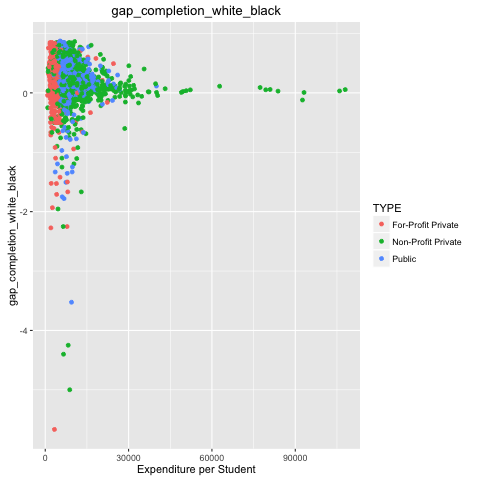 gap_completion_white_black
gap_completion_white_black
0
-2
-4
0
30000
60000
90000
Expenditure per Student
TYPE
For-Profit Private
Non-Profit Private
Public